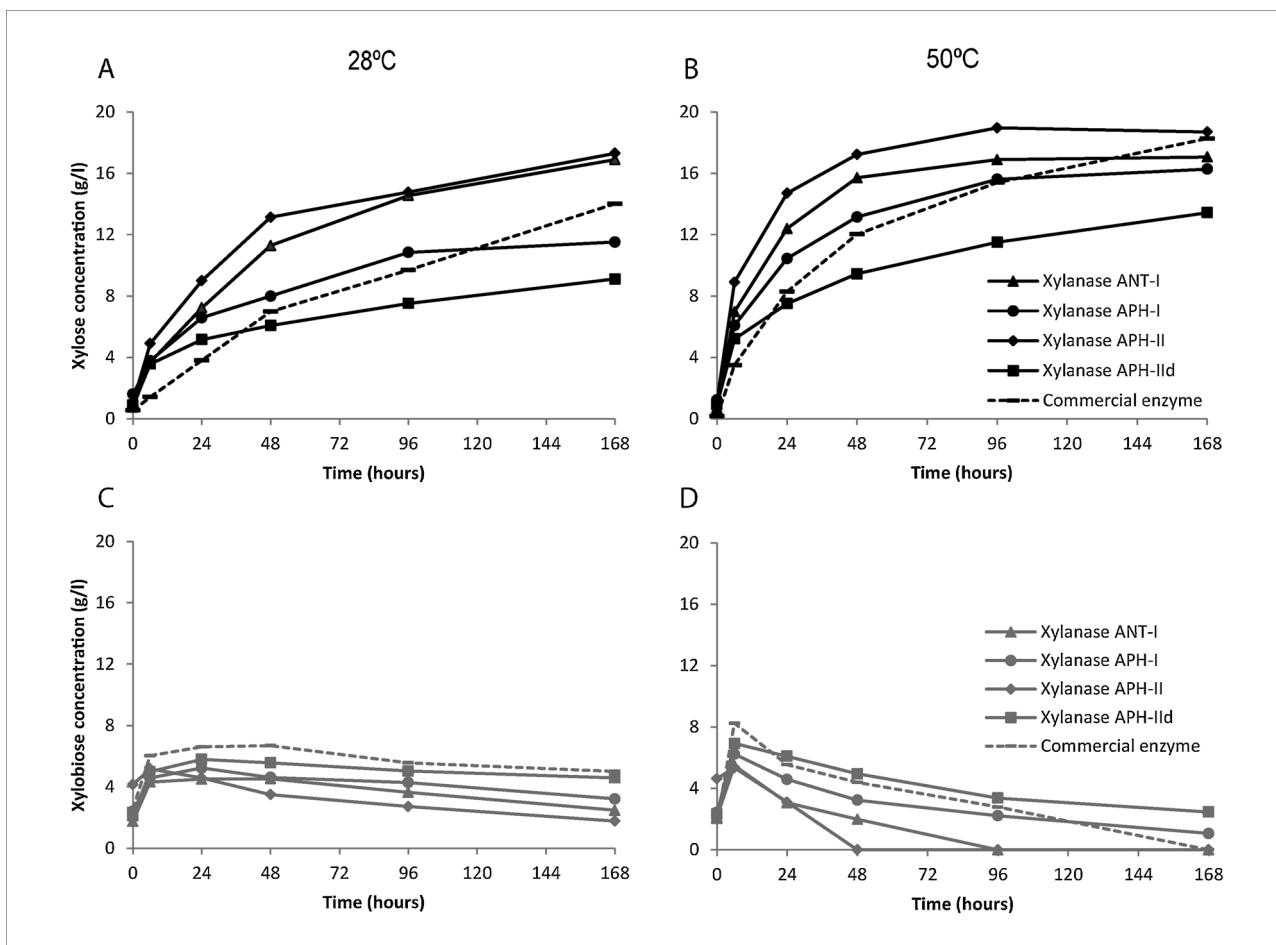 28ºC
50ºC
A
B
20
16
12
8
4
0
Xylose concentration (g/l)
0 24 48 72 96 120 144 168
Time (hours)
20
16
12
8
4
0
Xylanase ANT-I
Xylanase APH-I
Xylanase APH-II
Xylanase APH-IId
Commercial enzyme
0 24 48 72 96 120 144 168
Time (hours)
C
D
20
16
12
8
4
0
Xylobiose concentration (g/l)
0 24 48 72 96 120 144 168
Time (hours)
20
16
12
8
4
0
Xylanase ANT-I
Xylanase APH-I
Xylanase APH-II
Xylanase APH-IId
Commercial enzyme
0 24 48 72 96 120 144 168
Time (hours)